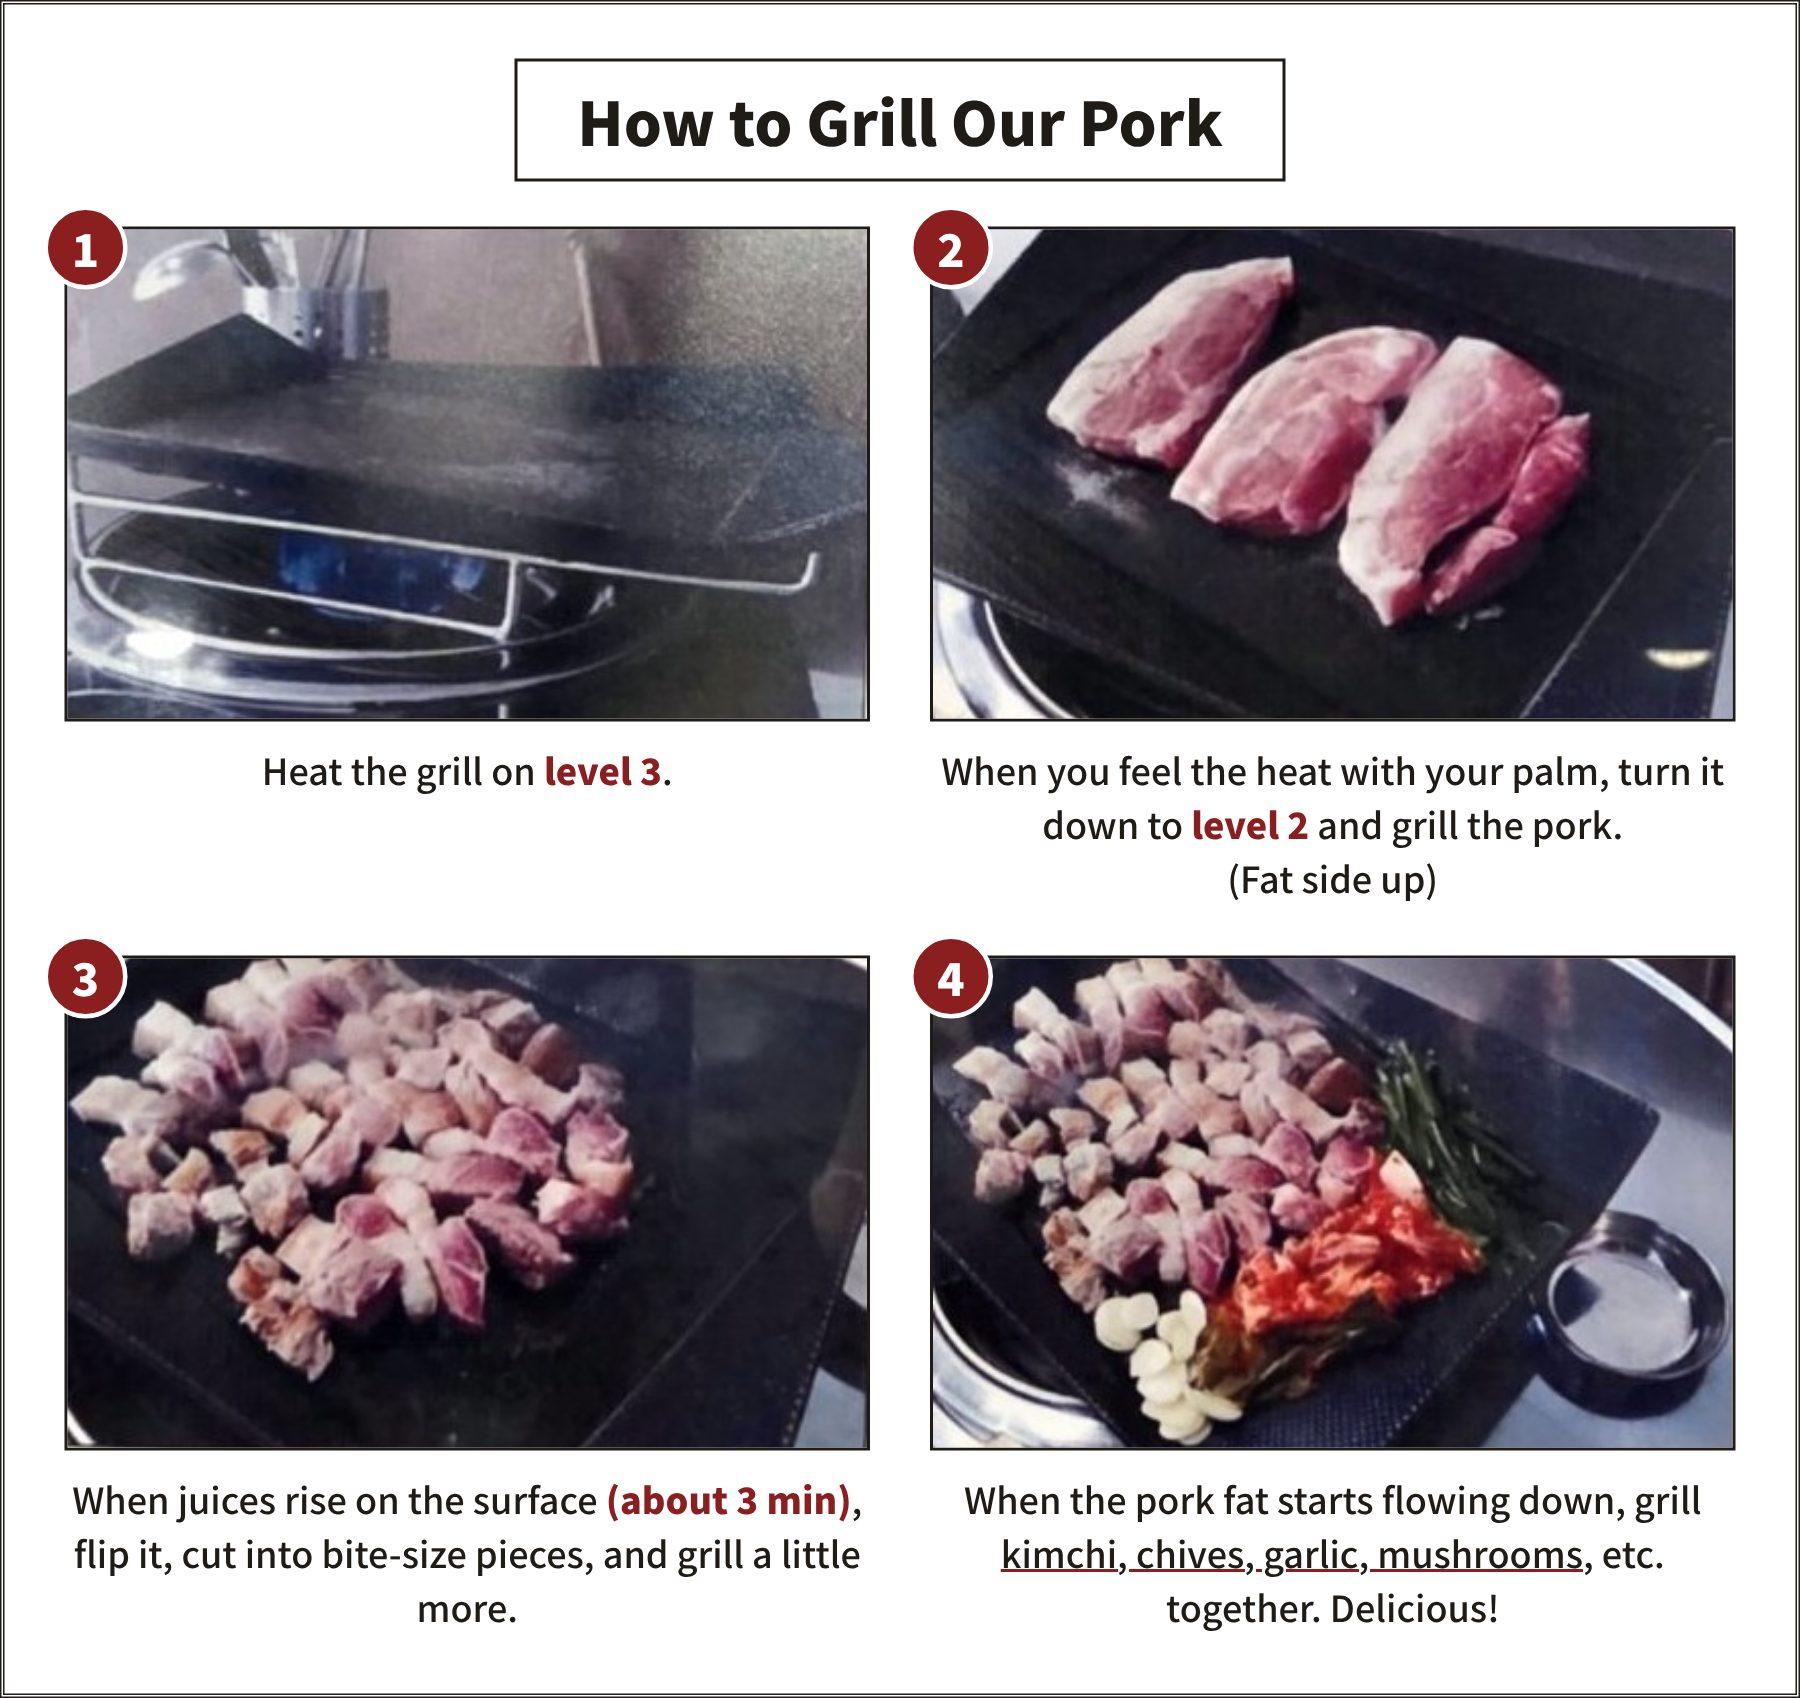 How to Grill Our Pork
1
Heat the grill on level 3.
2
When you feel the heat with your palm, turn it
down to level 2 and grill the pork.
(Fat side up)
3
When juices rise on the surface (about 3 min),
flip it, cut into bite-size pieces, and grill a little
more.
4
When the pork fat starts flowing down, grill
kimchi, chives, garlic, mushrooms, etc.
together. Delicious!